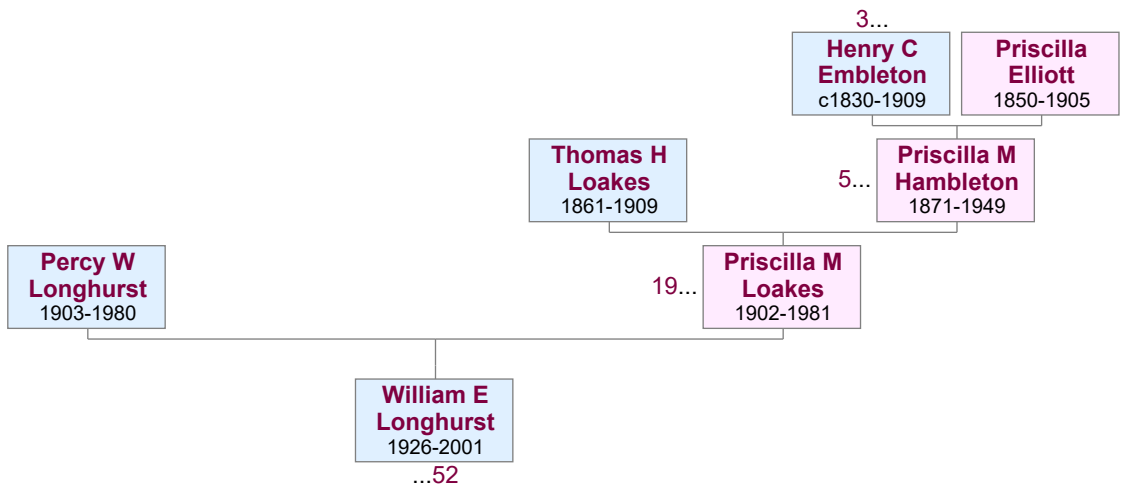 3...
Henry C
Embleton
c1830-1909
Priscilla
Elliott
1850-1905
Thomas H
Loakes
1861-1909
5...
Priscilla M
Hambleton
1871-1949
Percy W
Longhurst
1903-1980
19...
Priscilla M
Loakes
1902-1981
William E
Longhurst
1926-2001
...52